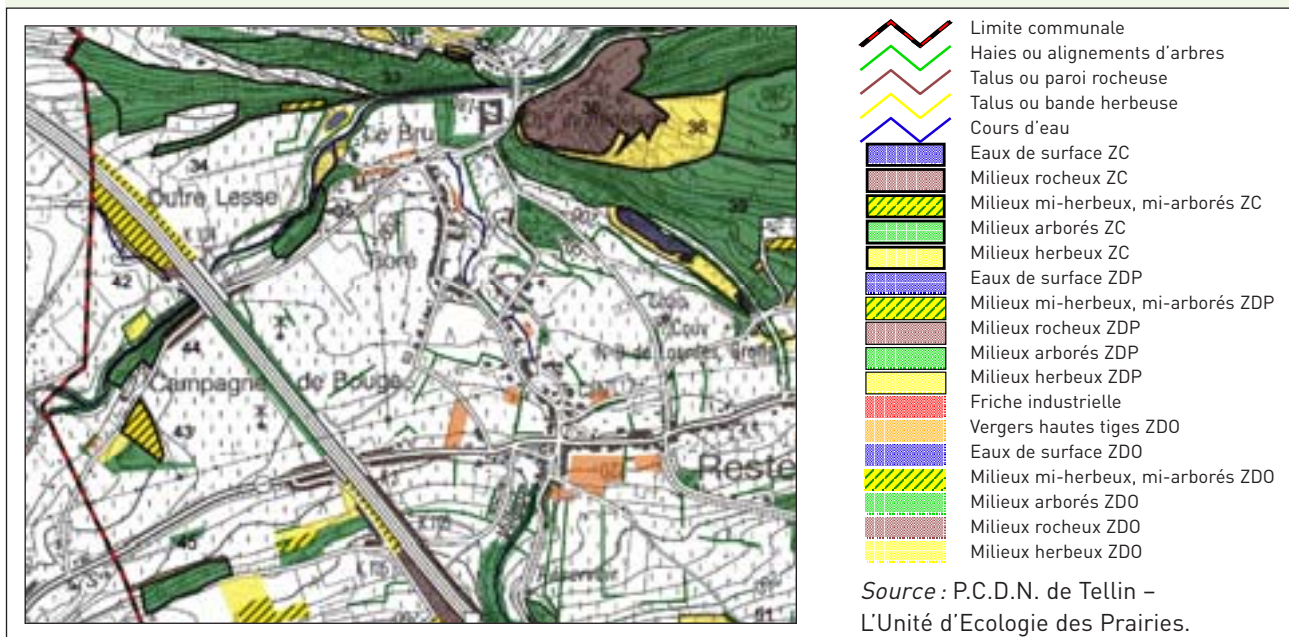 Limite communale
Haies ou alignements d'arbres
Talus ou paroi rocheuse
Talus ou bande herbeuse
Cours d'eau
Eaux de surface ZC
Milieux rocheux ZC
Milieux mi-herbeux, mi-arborés ZC
Milieux arborés ZC
Milieux herbeux ZC
Eaux de surface ZDP
Milieux mi-herbeux, mi-arborés ZDP
Milieux rocheux ZDP
Milieux arborés ZDP
Milieux herbeux ZDP
Friche industrielle
Vergers hautes tiges ZDO
Eaux de surface ZDO
Milieux mi-herbeux, mi-arborés ZDO
Milieux arborés ZDO
Milieux rocheux ZDO
Milieux herbeux ZDO
Source : P.C.D.N. de Tellin –
L'Unité d'Ecologie des Prairies.
33
Le Bru
36
34
Outre Lesse
42
44
Campagne de Bouge
43
Reste
45